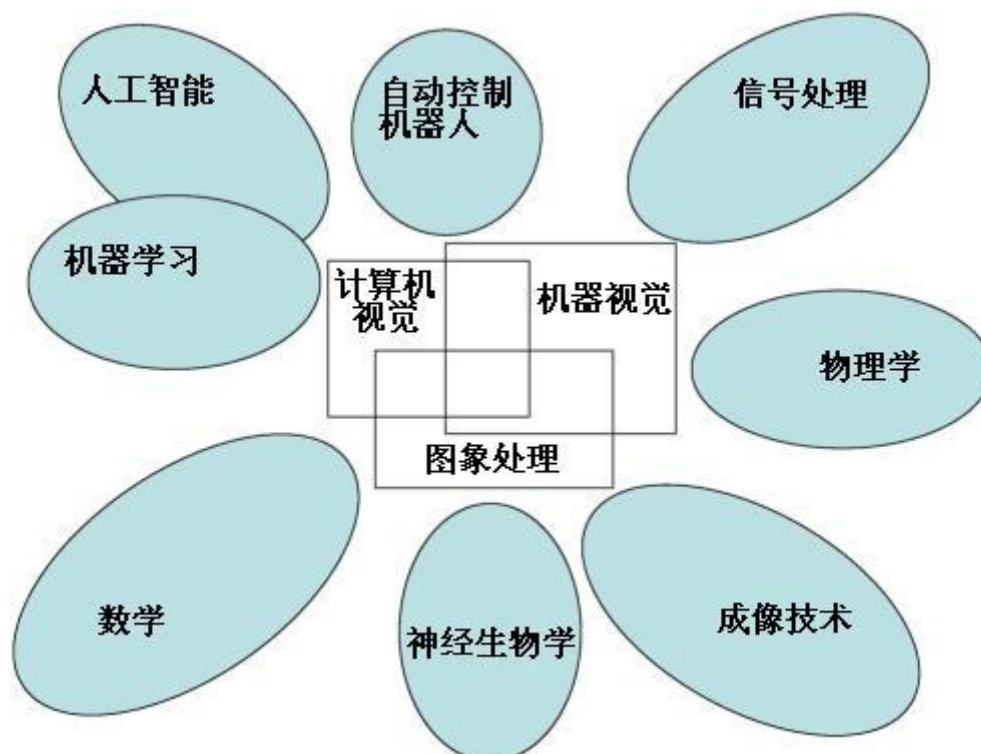 人工智能
自动控制
机器人
信号处理
机器学习
计算机
视觉
机器视觉
物理学
图象处理
数学
神经生物学
成像技术